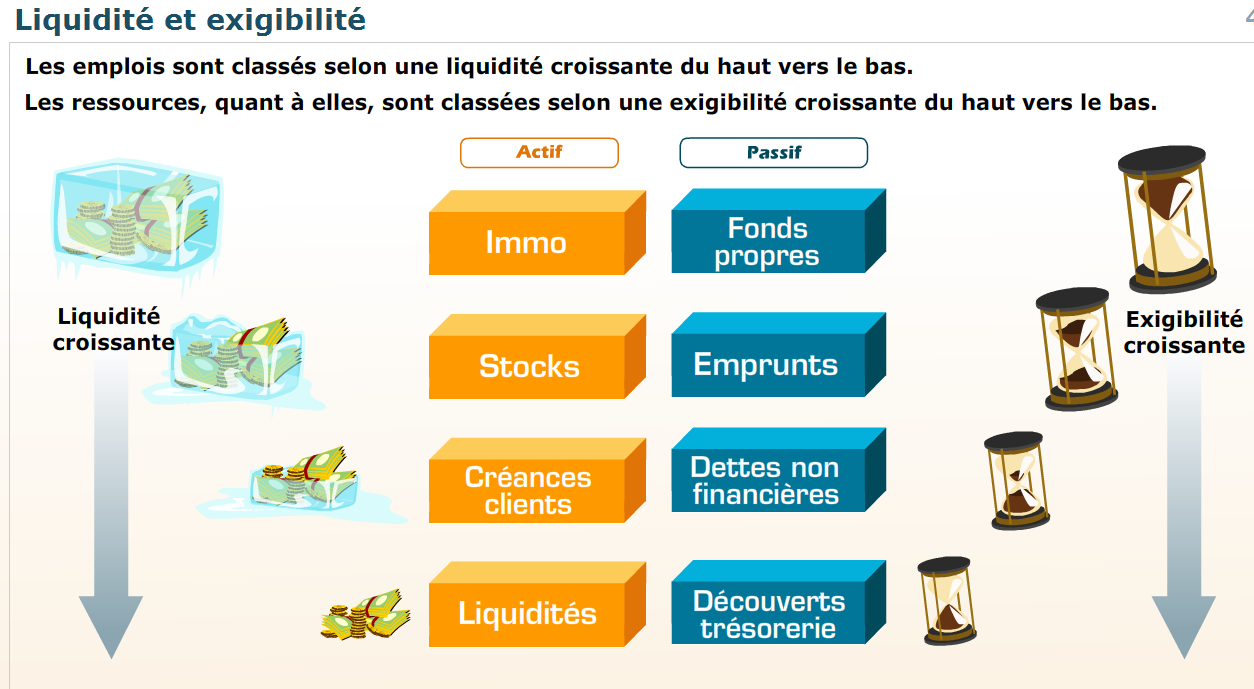 Liquidité et exigibilité
Les emplois sont classés selon une liquidité croissante du haut vers le bas.
Les ressources, quant à elles, sont classées selon une exigibilité croissante du haut vers le bas.
Actif
Passif
Immo
Fonds
propres
Liquidité
croissante
Exigibilité
croissante
Stocks
Emprunts
Créances
clients
Dettes non
financières
Liquidités
Découverts
trésorerie